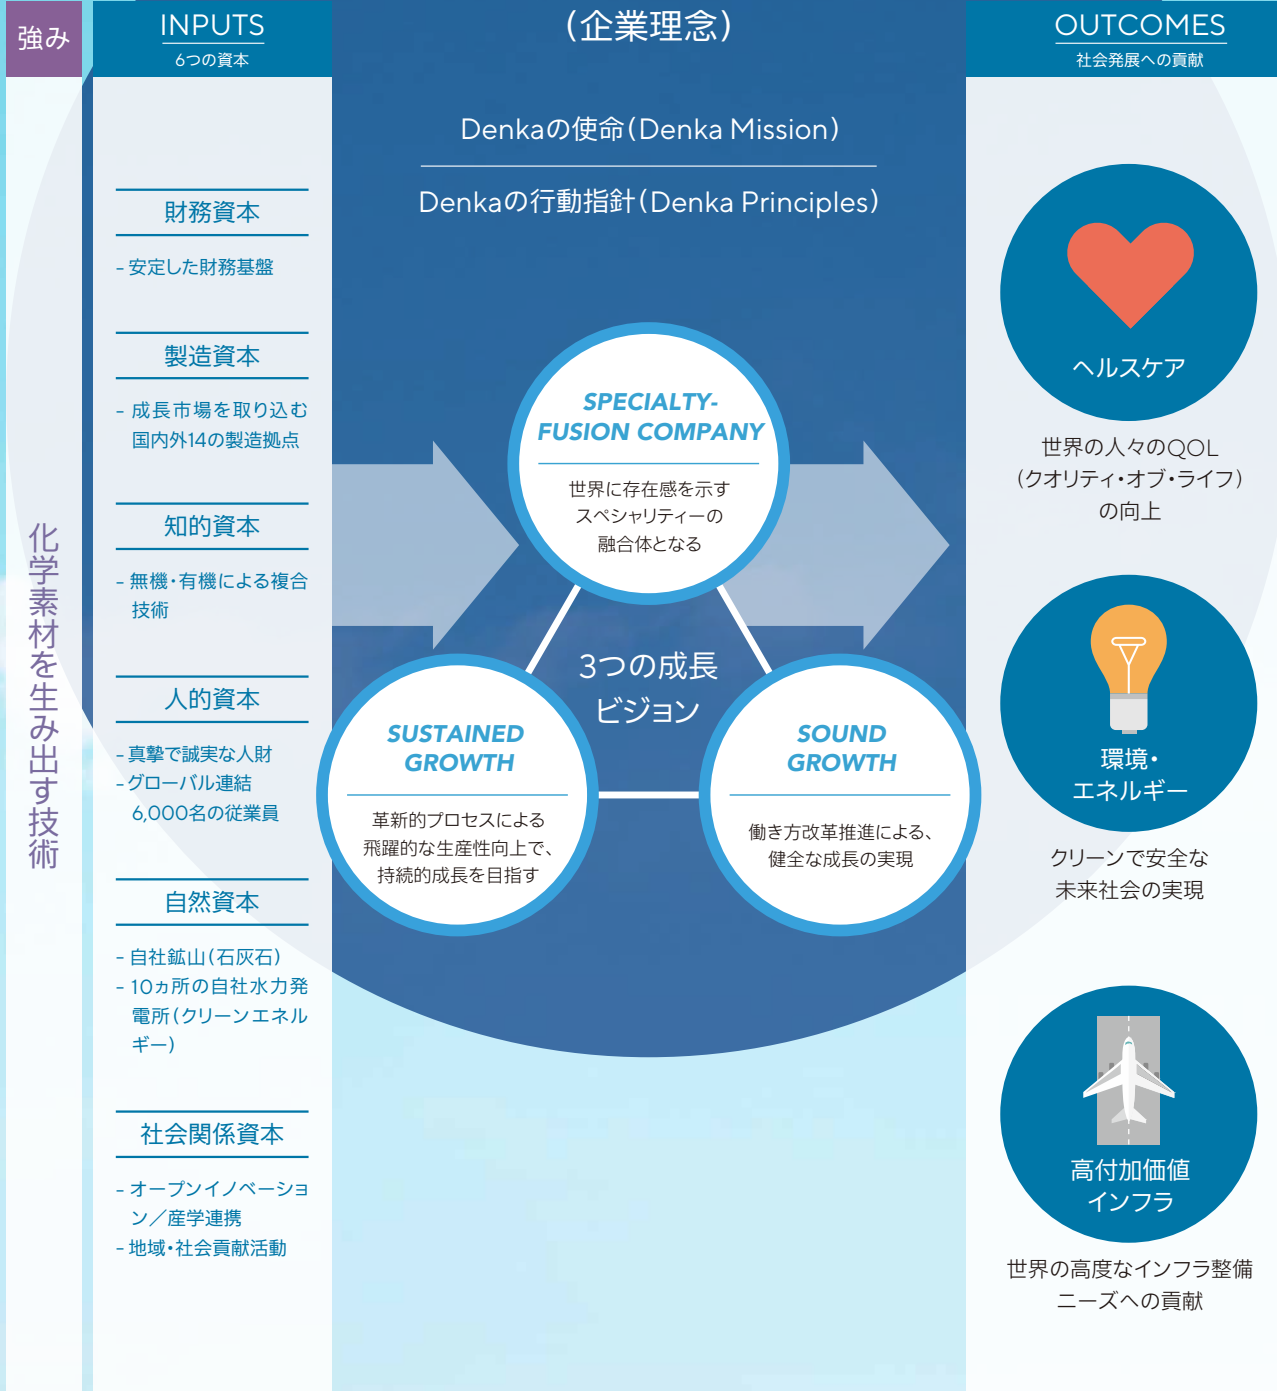 強み
化学素材を生み出す技術
INPUTS
6つの資本
財務資本
- 安定した財務基盤
製造資本
- 成長市場を取り込む
国内外14の製造拠点
知的資本
- 無機・有機による複合
技術
人的資本
- 真摯で誠実な人財
- グローバル連結
6,000名の従業員
自然資本
- 自社鉱山(石灰石)
- 10ヵ所の自社水力発
電所(クリーンエネル
ギー)
社会関係資本
- オープンイノベーショ
ン／産学連携
- 地域・社会貢献活動
(企業理念)
Denkaの使命(Denka Mission)
Denkaの行動指針(Denka Principles)
SPECIALTY-
FUSION COMPANY
世界に存在感を示す
スペシャリティーの
融合体となる
3つの成長
ビジョン
SUSTAINED
GROWTH
革新的プロセスによる
飛躍的な生産性向上で、
持続的成長を目指す
SOUND
GROWTH
働き方改革推進による、
健全な成長の実現
OUTCOMES
社会発展への貢献
ヘルスケア
世界の人々のQOL
(クオリティ・オブ・ライフ)
の向上
環境・
エネルギー
クリーンで安全な
未来社会の実現
高付加価値
インフラ
世界の高度なインフラ整備
ニーズへの貢献